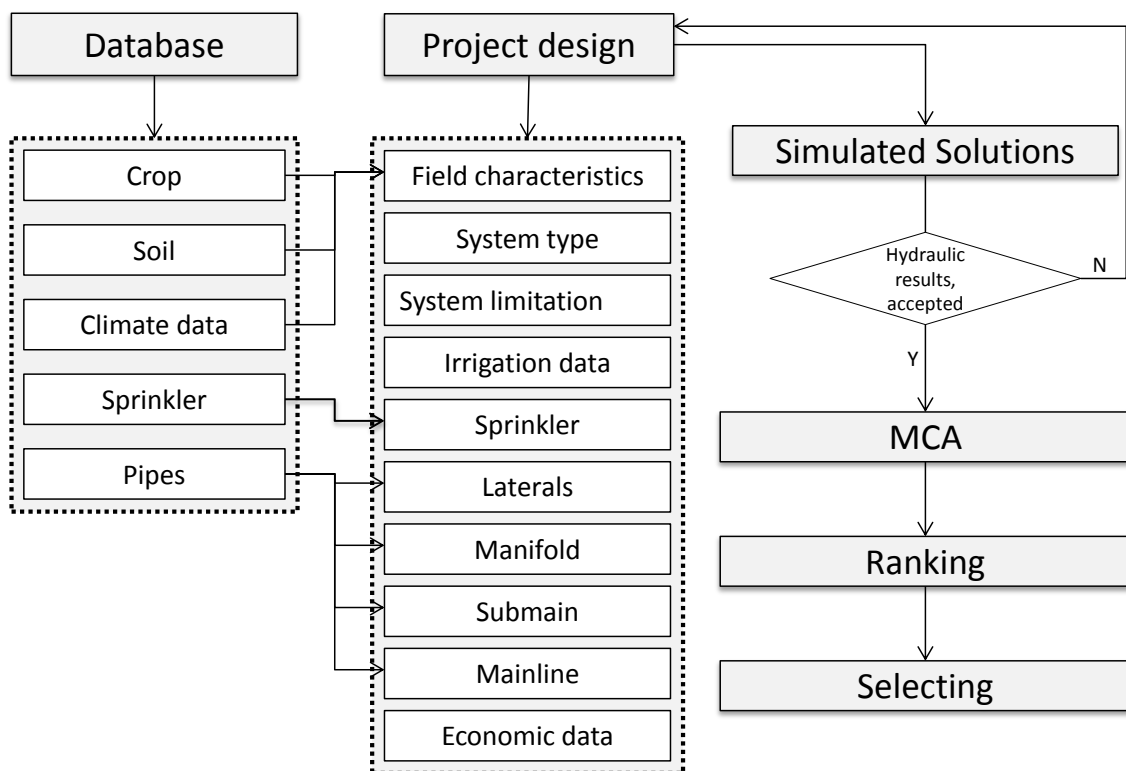 Database
Crop
Soil
Climate data
Sprinkler
Pipes
Project design
Field characteristics
System type
System limitation
Irrigation data
Sprinkler
Laterals
Manifold
Submain
Mainline
Economic data
Simulated Solutions
Hydraulic
results,
accepted
N
Y
MCA
Ranking
Selecting